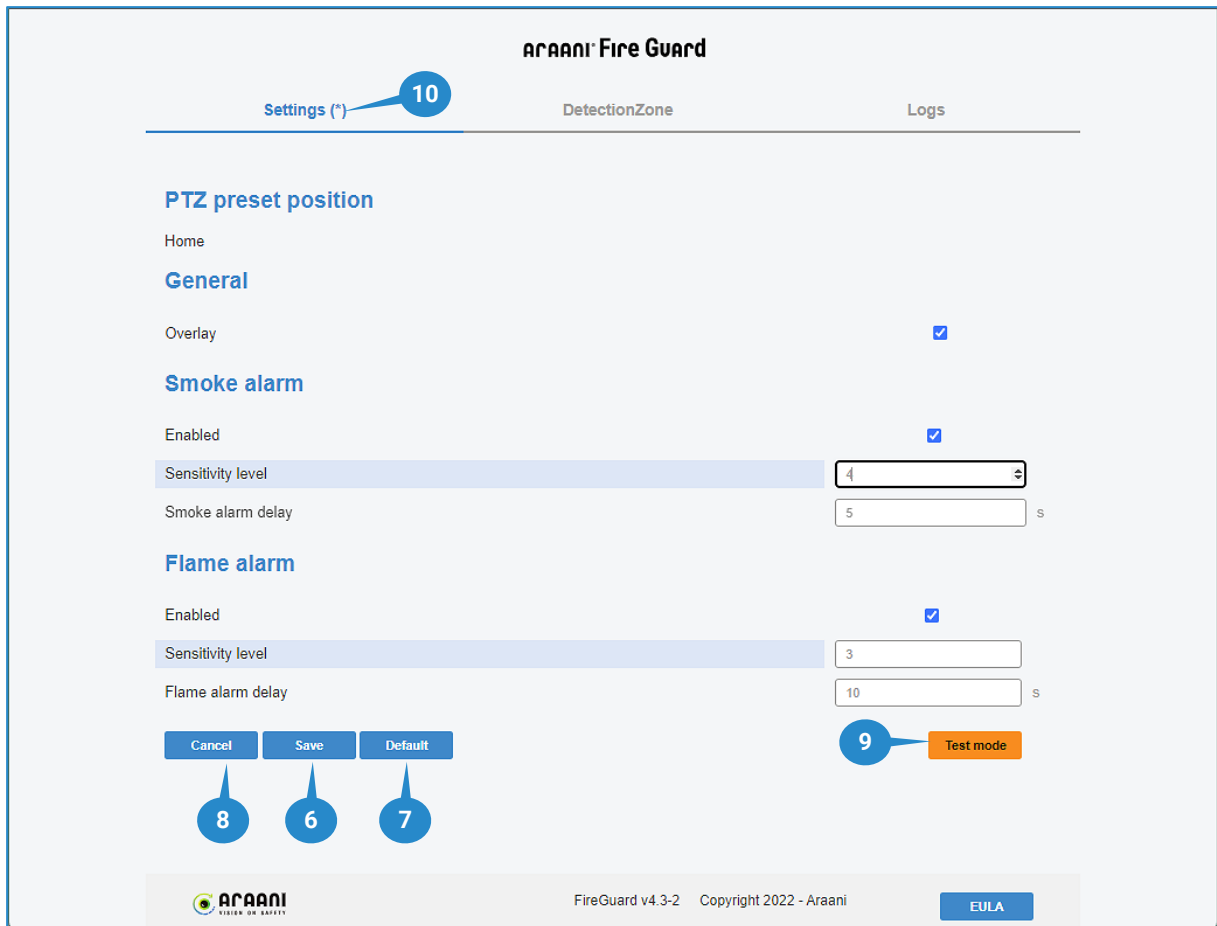 araani® Fire Guard
10
Settings (*)
DetectionZone
Logs
PTZ preset position
Home
General
Overlay
Smoke alarm
Enabled
Sensitivity level
4
Smoke alarm delay
5
s
Flame alarm
Enabled
Sensitivity level
3
Flame alarm delay
10
s
Cancel
Save
Default
9
Test mode
8
6
7
araani
VISION ON SAFETY
FireGuard v4.3-2
Copyright 2022 - Araani
EULA